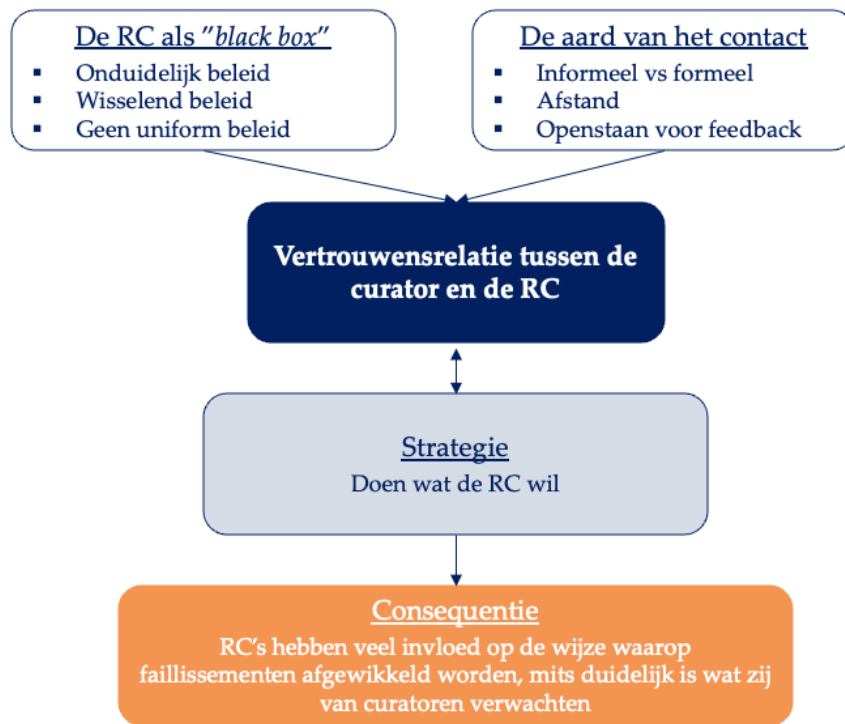 De RC als "black box"
▪ Onduidelijk beleid
▪ Wisselend beleid
▪ Geen uniform beleid
De aard van het contact
▪ Informeel vs formeel
▪ Afstand
▪ Openstaan voor feedback
Vertrouwensrelatie tussen de
curator en de RC
Strategie
Doen wat de RC wil
Consequentie
RC's hebben veel invloed op de wijze waarop
faillissementen afgewikkeld worden, mits duidelijk is wat zij
van curatoren verwachten